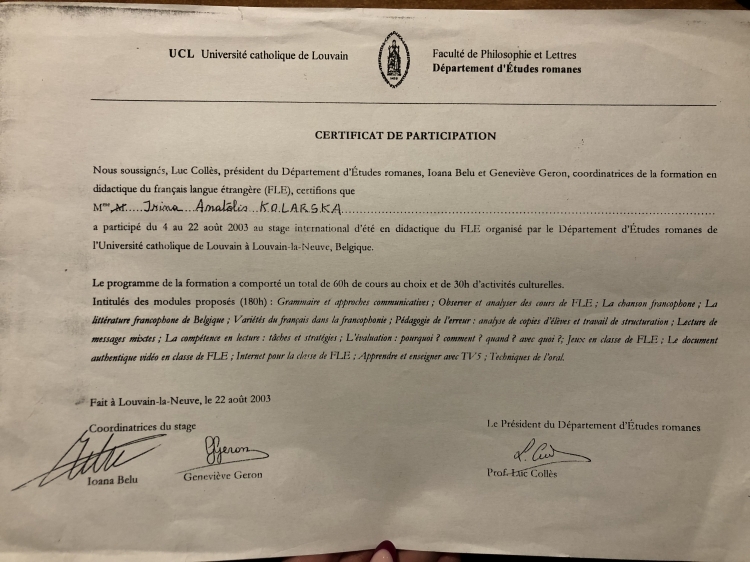 UCL Université catholique de Louvain
Faculté de Philosophie et Lettres
Département d'Études romanes
CERTIFICAT DE PARTICIPATION
Nous soussignés, Luc Collès, président du Département d'Études romanes, Ioana Belu et Geneviève Geron, coordinatrices de la formation en
didactique du français langue étrangère (FLE), certifions que
Mme M. .... Irina Anatolis KOLARSKA
a participé du 4 au 22 août 2003 au stage international d'été en didactique du FLE organisé par le Département d'Études romanes de
l'Université catholique de Louvain à Louvain-la-Neuve, Belgique.
Le programme de la formation a comporté un total de 60h de cours au choix et de 30h d'activités culturelles.
Intitulés des modules proposés (180h) : Grammaire et approches communicatives ; Observer et analyser des cours de FLE ; La chanson francophone ; La
littérature francophone de Belgique ; Variétés du français dans la francophonie ; Pédagogie de l'erreur : analyse de copies d'élèves et travail de structuration ; Lecture de
messages mixtes ; La compétence en lecture : tâches et stratégies ; L'évaluation : pourquoi ? comment ? quand ? avec quoi ?; Jeux en classe de FLE ; Le document
authentique vidéo en classe de FLE ; Internet pour la classe de FLE ; Apprendre et enseigner avec TV5 ; Techniques de l'oral.
Fait à Louvain-la-Neuve, le 22 août 2003
Coordinatrices du stage
Le Président du Département d'Études romanes
GGeron
Ioana Belu
Geneviève Geron
Prof. Luc Collès